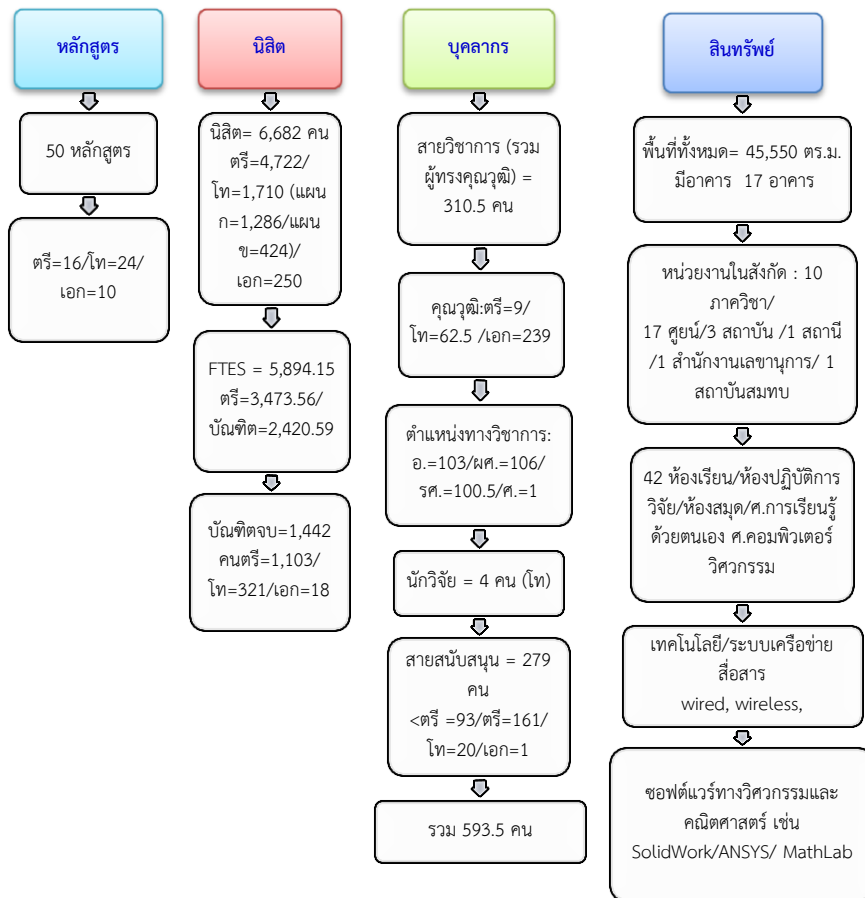 หลักสูตร
50 หลักสูตร
ตรี=16/โท=24/
เอก=10
นิสิต
นิสิต= 6,682 คน
ตรี=4,722/
โท=1,710 (แผน
ก=1,286/แผน
ข=424)/
เอก=250
FTES = 5,894.15
ตรี=3,473.56/
บัณฑิต=2,420.59
บัณฑิตจบ=1,442
คนตรี=1,103/
โท=321/เอก=18
บุคลากร
สายวิชาการ (รวม
ผู้ทรงคุณวุฒิ) =
310.5 คน
คุณวุฒิ:ตรี=9/
โท=62.5 /เอก=239
ตำแหน่งทางวิชาการ:
อ.=103/ผศ.=106/
รศ.=100.5/ศ.=1
นักวิจัย = 4 คน (โท)
สายสนับสนุน = 279
คน
<ตรี =93/ตรี=161/
โท=20/เอก=1
รวม 593.5 คน
สินทรัพย์
พื้นที่ทั้งหมด= 45,550 ตร.ม.
มีอาคาร 17 อาคาร
หน่วยงานในสังกัด : 10
ภาควิชา/
17 ศูยน์/3 สถาบัน /1 สถานี
/1 สำนักงานเลขานุการ/ 1
สถาบันสมทบ
42 ห้องเรียน/ห้องปฏิบัติการ
วิจัย/ห้องสมุด/ศ.การเรียนรู้
ด้วยตนเอง ศ.คอมพิวเตอร์
วิศวกรรม
เทคโนโลยี/ระบบเครือข่าย
สื่อสาร
wired, wireless,
ซอฟต์แวร์ทางวิศวกรรมและ
คณิตศาสตร์ เช่น
SolidWork/ANSYS/ MathLab